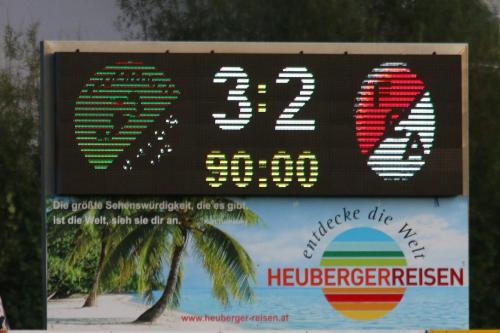 3:2
FCA
90:00
Die größte Sehenswürdigkeit, die es gibt,
ist die Welt, sieh sie dir an.
entdecke die Welt
HEUBERGERREISEN
www.heuberger-reisen.at